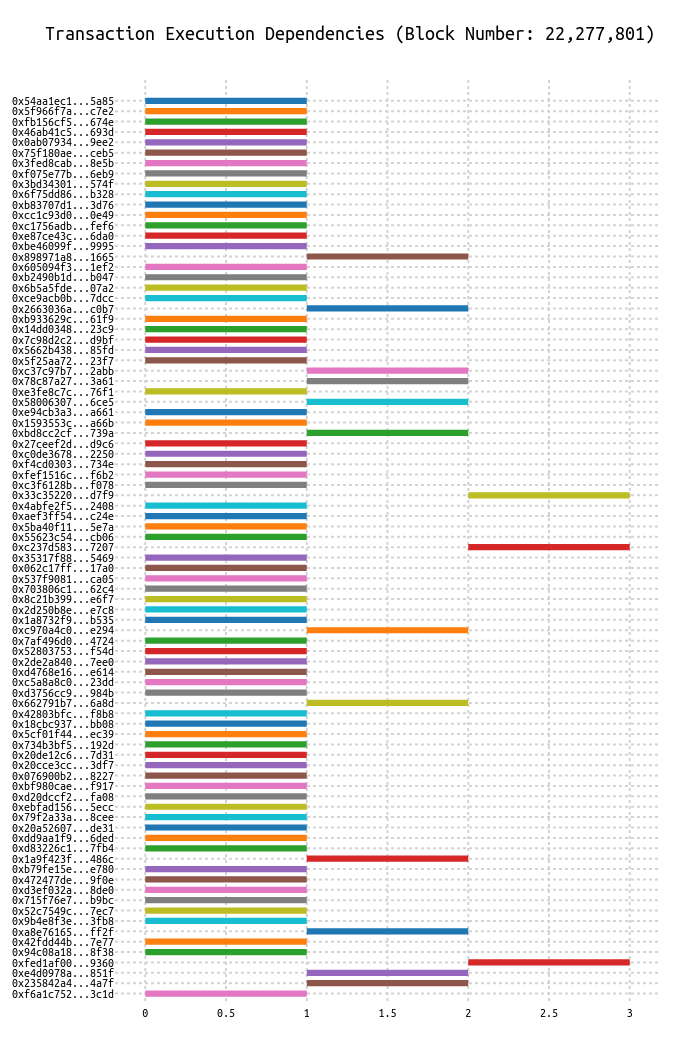 Transaction Execution Dependencies (Block Number: 22,277,801)
0x54aa1ec1...5a85
0x5f966f7a...c7e2
0xfb156cf5...674e
0x46ab41c5...693d
0x0ab07934...9ee2
0x75f180ae...ceb5
0x3fed8cab...8e5b
0xf075e77b...6eb9
0x3bd34301...574f
0x6f75dd86...b328
0xb83707d1...3d76
0xcc1c93d0...0e49
0xc1756adb...fef6
0xe87ce43c...6da0
0xbe46099f...9995
0x898971a8...1665
0x605094f3...1ef2
0xb2490b1d...b047
0x6b5a5fde...07a2
0xce9acb0b...7dcc
0x2663036a...c0b7
0xb933629c...61f9
0x14dd0348...23c9
0x7c98d2c2...d9bf
0x5662b438...85fd
0x5f25aa72...23f7
0xc37c97b7...2abb
0x78c87a27...3a61
0xe3fe8c7c...76f1
0x58006307...6ce5
0xe94cb3a3...a661
0x1593553c...a66b
0xbd8cc2cf...739a
0x27ceef2d...d9c6
0xc0de3678...2250
0xf4cd0303...734e
0xfef1516c...f6b2
0xc3f6128b...f078
0x33c35220...d7f9
0x4abfe2f5...2408
0xaef3ff54...c24e
0x5ba40f11...5e7a
0x55623c54...cb06
0xc237d583...7207
0x35317f88...5469
0x062c17ff...17a0
0x537f9081...ca05
0x703806c1...62c4
0x8c21b399...e6f7
0x2d250b8e...e7c8
0x1a8732f9...b535
0xc970a4c0...e294
0x7af496d0...4724
0x52803753...f54d
0x2de2a840...7ee0
0xd4768e16...e614
0xc5a8a8c0...23dd
0xd3756cc9...984b
0x662791b7...6a8d
0x42803bfc...f8b8
0x18cbc937...bb08
0x5cf01f44...ec39
0x734b3bf5...192d
0x20de12c6...7d31
0x20cce3cc...3df7
0x076900b2...8227
0xbf980cae...f917
0xd20dccf2...fa08
0xebfad156...5ecc
0x79f2a33a...8cee
0x20a52607...de31
0xdd9aa1f9...6ded
0xd83226c1...7fb4
0x1a9f423f...486c
0xb79fe15e...e780
0x472477de...9f0e
0xd3ef032a...8de0
0x715f76e7...b9bc
0x52c7549c...7ec7
0x9b4e8f3e...3fb8
0xa8e76165...ff2f
0x42fdd44b...7e77
0x94c08a18...8f38
0xfed1af00...9360
0xe4d0978a...851f
0x235842a4...4a7f
0xf6a1c752...3c1d
0 0.5 1 1.5 2 2.5 3